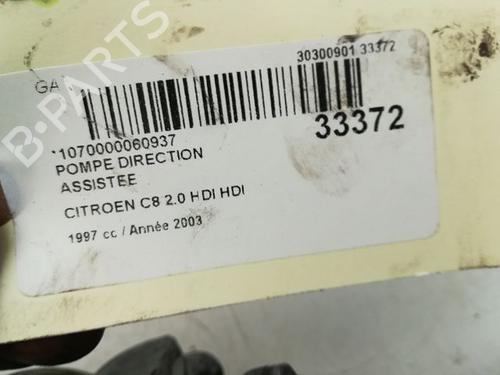 30300901 33372
GA
*1070000060937
33372
POMPE DIRECTION
ASSISTEE
CITROEN C8 2.0 HDI HDI
1997 cc / Année 2003
B-PARTS